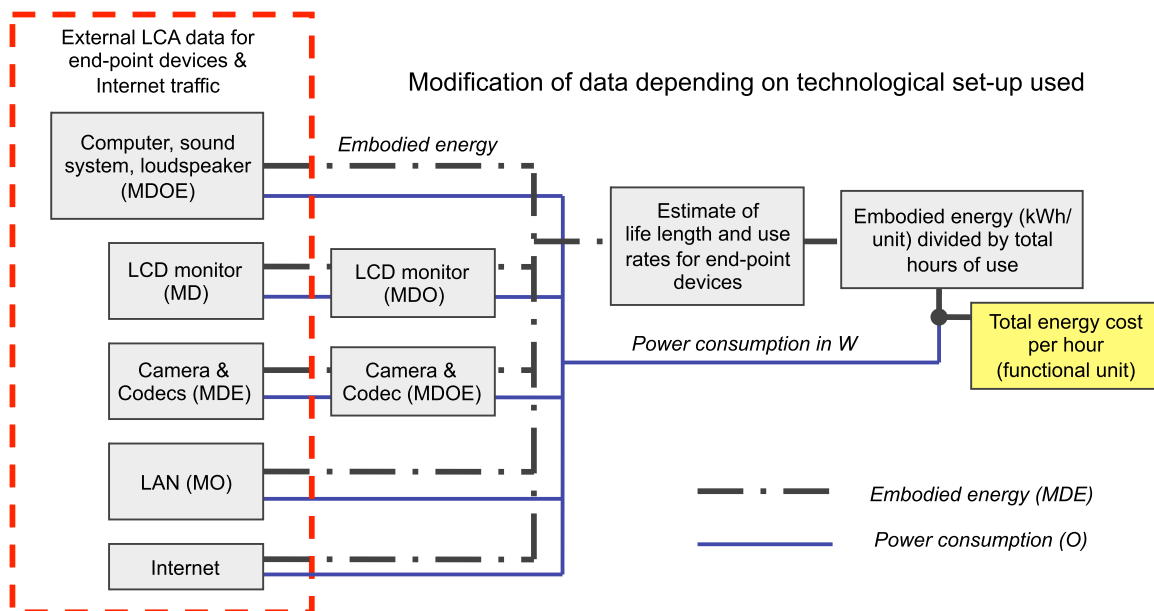 External LCA data for
end-point devices &
Internet traffic
Modification of data depending on technological set-up used
Computer, sound
system, loudspeaker
(MDOE)
Embodied energy
LCD monitor
(MD)
LCD monitor
(MDO)
Camera &
Codecs (MDE)
Camera &
Codec (MDOE)
LAN (MO)
Internet
Estimate of
life length and use
rates for end-point
devices
Embodied energy (kWh/
unit) divided by total
hours of use
Power consumption in W
Total energy cost
per hour
(functional unit)
Embodied energy (MDE)
Power consumption (O)